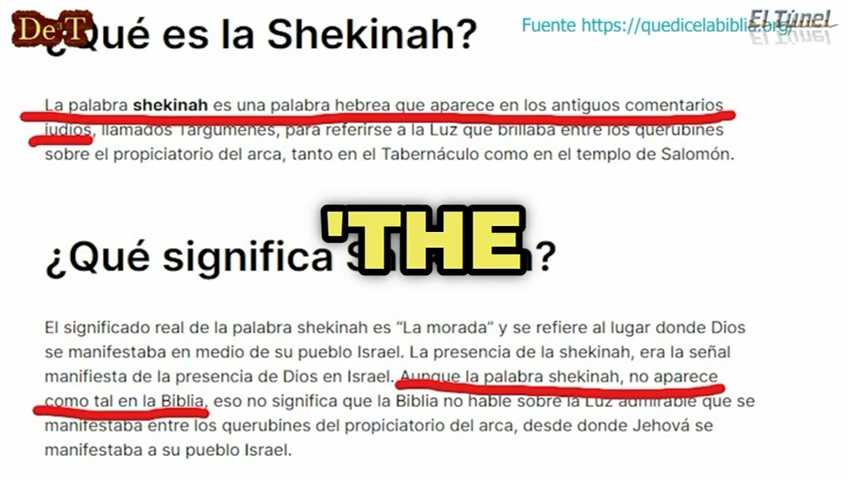 De³T
¿Qué es la Shekinah?
Fuente https://quedicelabiblia.org/
El Túnel
La palabra shekinah es una palabra hebrea que aparece en los antiguos comentarios
judios, llamados Targumenes, para referirse a la Luz que brillaba entre los querubines
sobre el propiciatorio del arca, tanto en el Tabernáculo como en el templo de Salomón.
'THE
¿Qué significa ?
El significado real de la palabra shekinah es “La morada” y se refiere al lugar donde Dios
se manifestaba en medio de su pueblo Israel. La presencia de la shekinah, era la señal
manifiesta de la presencia de Dios en Israel. Aunque la palabra shekinah, no aparece
como tal en la Biblia, eso no significa que la Biblia no hable sobre la Luz admirable que se
manifestaba entre los querubines del propiciatorio del arca, desde donde Jehová se
manifestaba a su pueblo Israel.